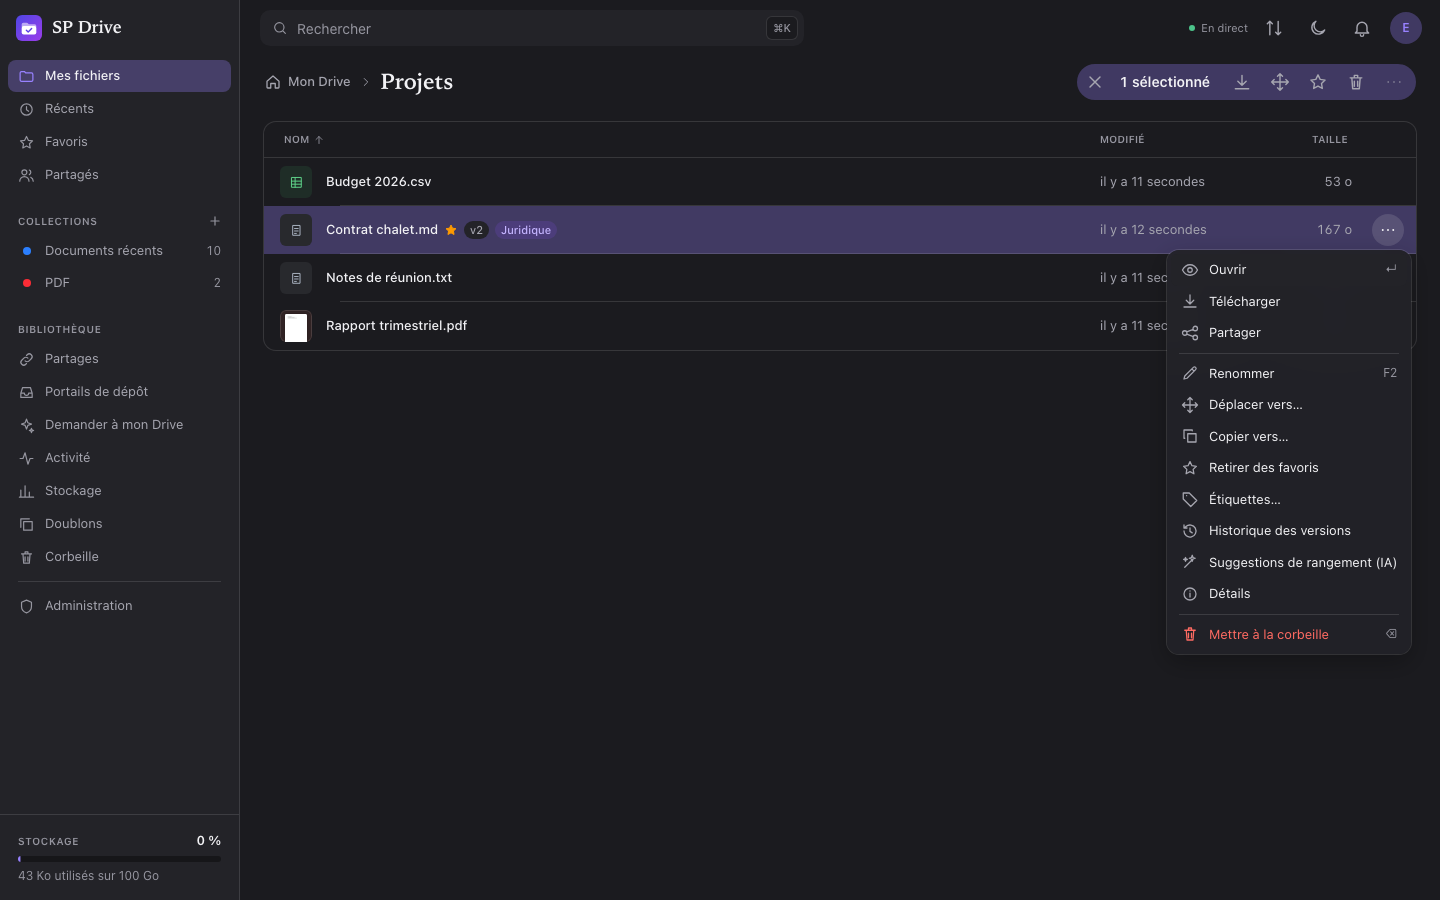 SP Drive
Rechercher
⌘K
En direct
E
Mes fichiers
Récents
Favoris
Partagés
COLLECTIONS
Documents récents 10
PDF 2
BIBLIOTHÈQUE
Partages
Portails de dépôt
Demander à mon Drive
Activité
Stockage
Doublons
Corbeille
Administration
STOCKAGE 0 %
43 Ko utilisés sur 100 Go
Mon Drive
Projets
1 sélectionné
NOM ↑ MODIFIÉ TAILLE
Budget 2026.csv il y a 11 secondes 53 o
Contrat chalet.md v2 Juridique il y a 12 secondes 167 o
Notes de réunion.txt il y a 11 sec
Rapport trimestriel.pdf il y a 11 sec
Ouvrir
Télécharger
Partager
Renommer F2
Déplacer vers…
Copier vers…
Retirer des favoris
Étiquettes…
Historique des versions
Suggestions de rangement (IA)
Détails
Mettre à la corbeille